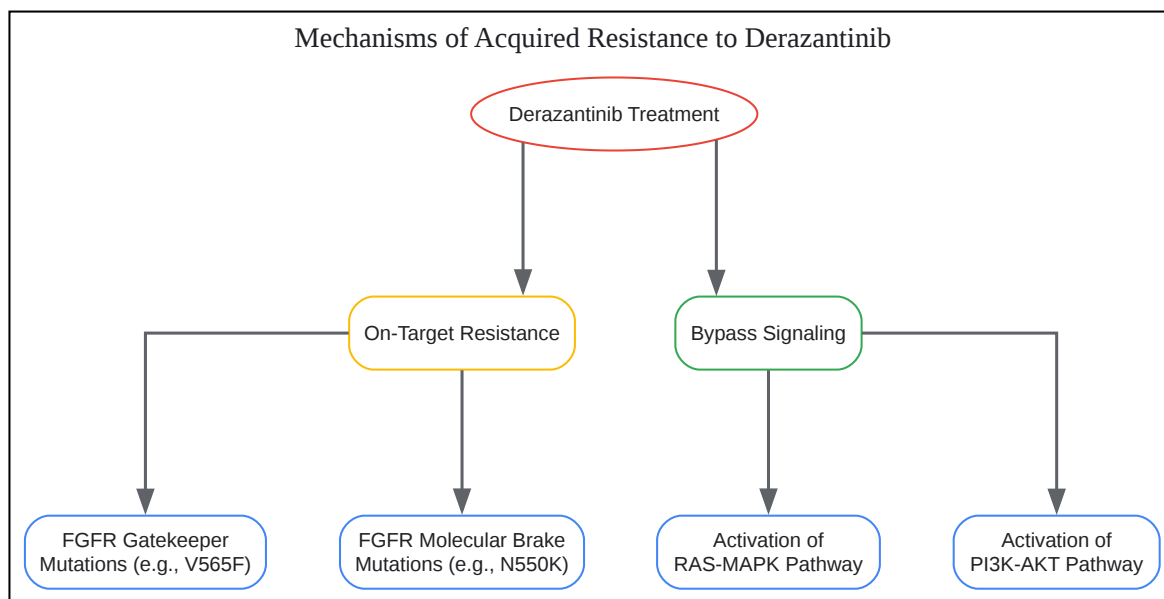 Mechanisms of Acquired Resistance to Derazantinib
Derazantinib Treatment
On-Target Resistance
Bypass Signaling
FGFR Gatekeeper
Mutations (e.g., V565F)
FGFR Molecular Brake
Mutations (e.g., N550K)
Activation of
RAS-MAPK Pathway
Activation of
PI3K-AKT Pathway